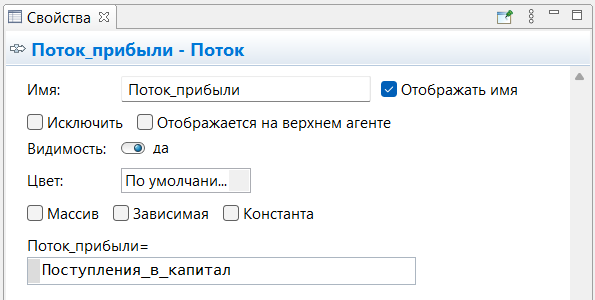 Свойства
Поток_прибыли - Поток
Имя: Поток_прибыли Отображать имя
Исключить Отображается на верхнем агенте
Видимость: да
Цвет: По умолчани...
Массив Зависимая Константа
Поток_прибыли=
Поступления_в_капитал